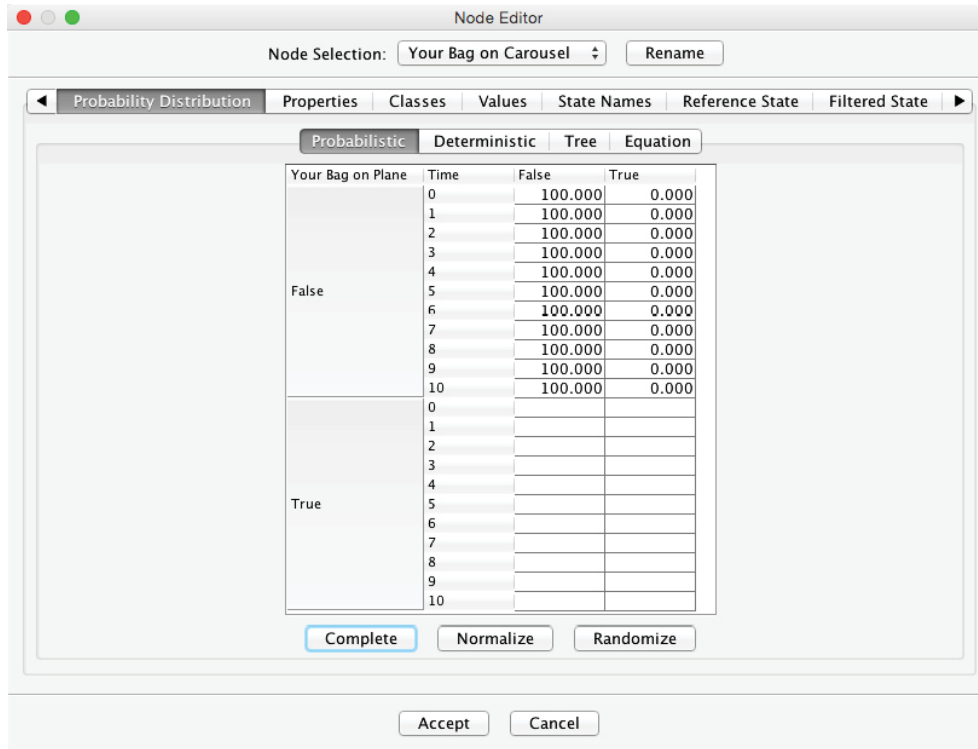 Node Editor
Node Selection: Your Bag on Carousel Rename
Probability Distribution Properties Classes Values State Names Reference State Filtered State
Probabilistic Deterministic Tree Equation
Your Bag on Plane Time False True
0 100.000 0.000
1 100.000 0.000
2 100.000 0.000
3 100.000 0.000
4 100.000 0.000
False 5 100.000 0.000
6 100.000 0.000
7 100.000 0.000
8 100.000 0.000
9 100.000 0.000
10 100.000 0.000
0
1
2
3
4
True 5
6
7
8
9
10
Complete Normalize Randomize
Accept Cancel